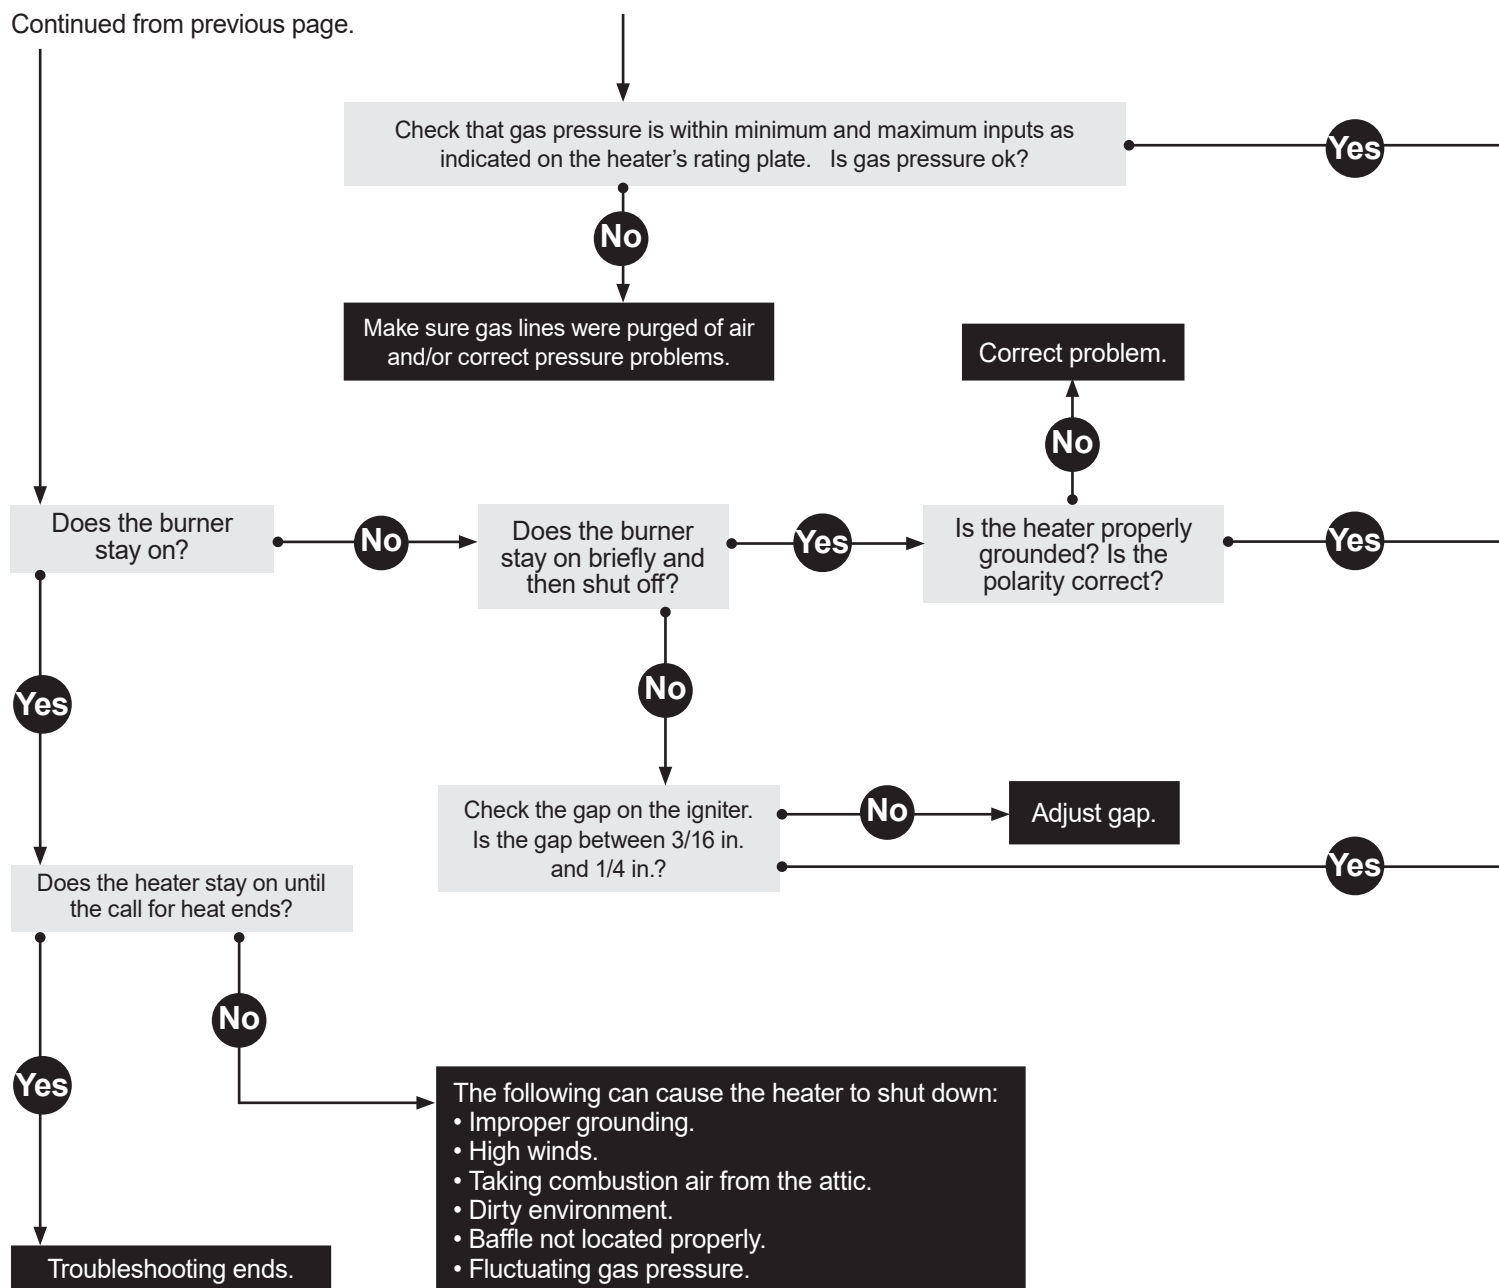 Continued from previous page.
Check that gas pressure is within minimum and maximum inputs as
indicated on the heater's rating plate. Is gas pressure ok?
Yes
No
Make sure gas lines were purged of air
and/or correct pressure problems.
Correct problem.
No
Does the burner
stay on?
No
Does the burner
stay on briefly and
then shut off?
Yes
Is the heater properly
grounded? Is the
polarity correct?
Yes
Yes
No
Check the gap on the igniter.
Is the gap between 3/16 in.
and 1/4 in.?
No
Adjust gap.
Yes
Does the heater stay on until
the call for heat ends?
No
Yes
The following can cause the heater to shut down:
• Improper grounding.
• High winds.
• Taking combustion air from the attic.
• Dirty environment.
• Baffle not located properly.
• Fluctuating gas pressure.
Troubleshooting ends.